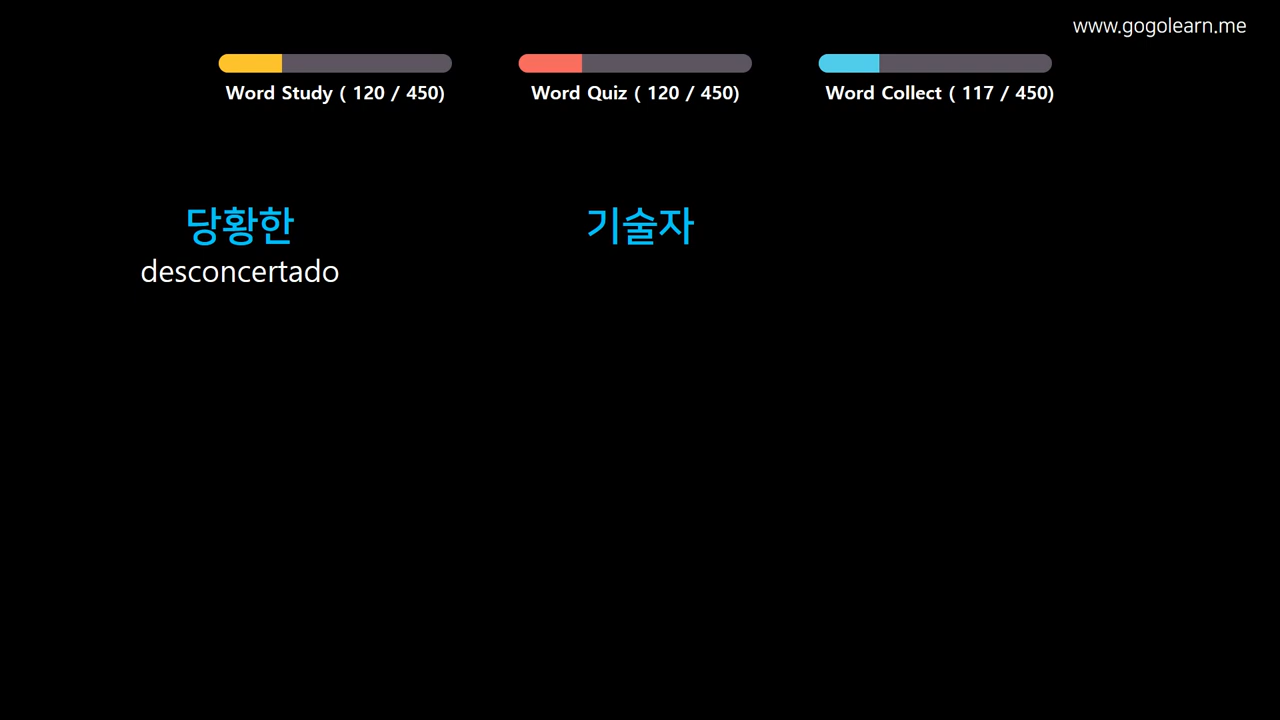 www.gogolearn.me
Word Study ( 120 / 450)
Word Quiz ( 120 / 450)
Word Collect ( 117 / 450)
당황한
desconcertado
기술자